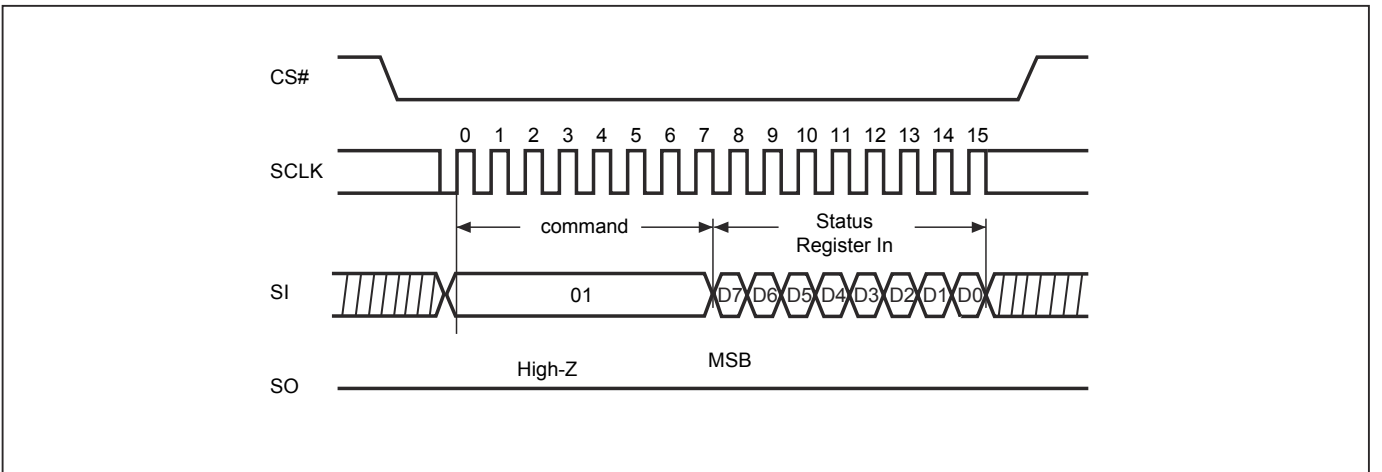 CS#
0 1 2 3 4 5 6 7 8 9 10 11 12 13 14 15
SCLK
command
Status
Register In
SI
01
D7 D6 D5 D4 D3 D2 D1 D0
High-Z
MSB
SO